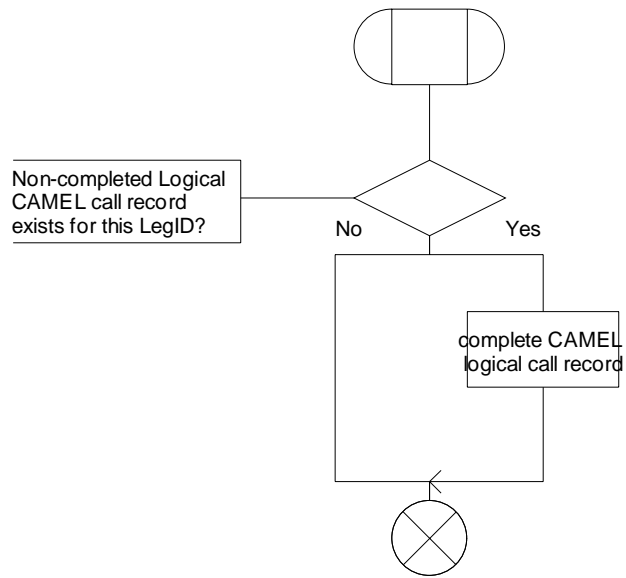 Non-completed Logical
CAMEL call record
exists for this LegID?
No
Yes
complete CAMEL
logical call record